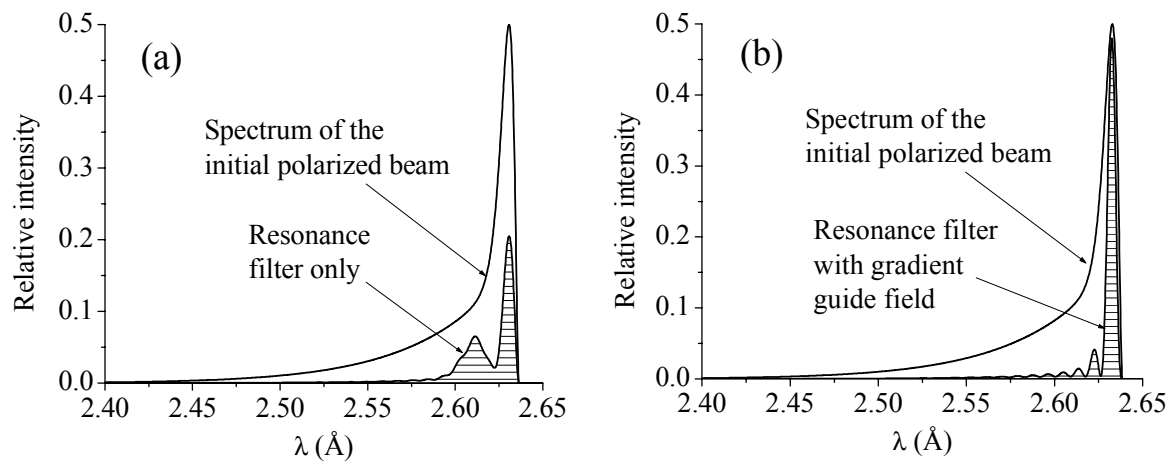 (a)
Relative intensity
0.5
0.4
0.3
0.2
0.1
0.0
Spectrum of the
initial polarized beam
Resonance
filter only
2.40 2.45 2.50 2.55 2.60 2.65
λ (Å)
(b)
Relative intensity
0.5
0.4
0.3
0.2
0.1
0.0
Spectrum of the
initial polarized beam
Resonance filter
with gradient
guide field
2.40 2.45 2.50 2.55 2.60 2.65
λ (Å)